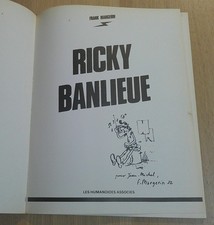 FRANK MARGERIN
RICKY
BANLIEUE
pour Jean Michel
F. Margerin
LES HUMANOÏDES ASSOCIÉS